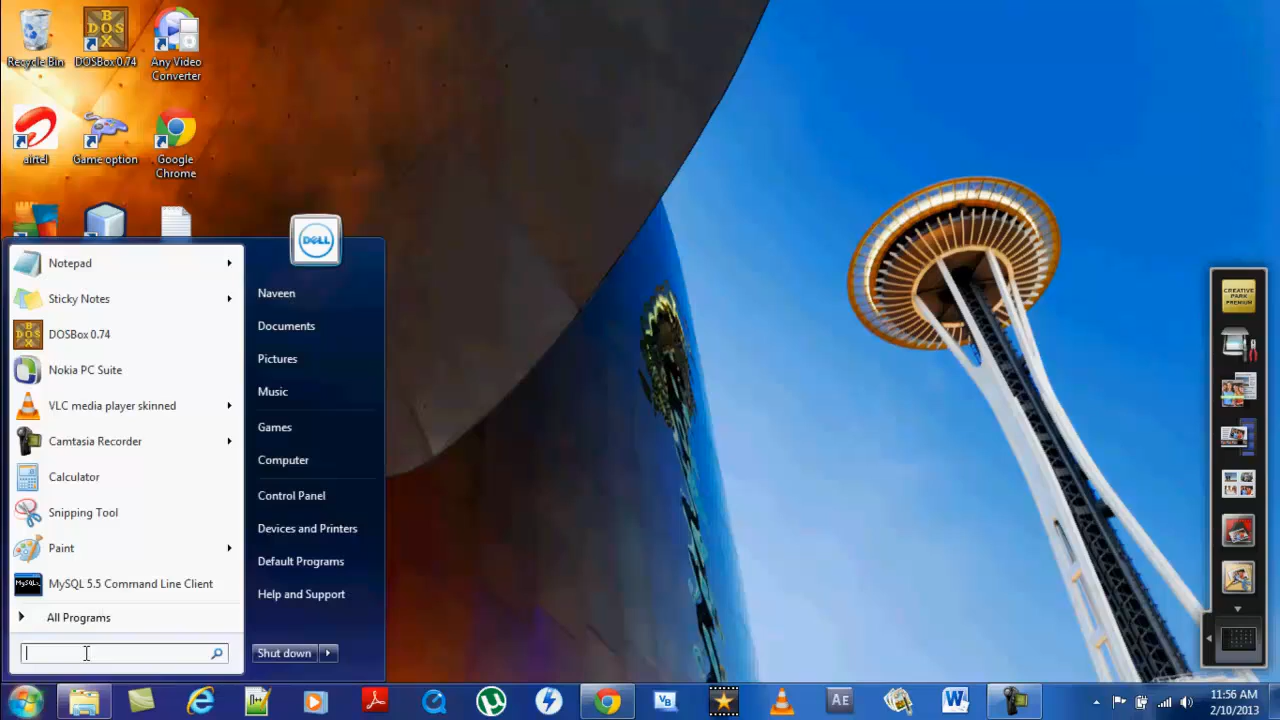 Recycle Bin
DOSBox 0.74
Any Video
Converter
airtel
Game option
Google
Chrome
DELL
Notepad
Sticky Notes
DOSBox 0.74
Nokia PC Suite
VLC media player skinned
Camtasia Recorder
Calculator
Snipping Tool
Paint
MySQL 5.5 Command Line Client
All Programs
Naveen
Documents
Pictures
Music
Games
Computer
Control Panel
Devices and Printers
Default Programs
Help and Support
Shut down
CREATIVE
PARK
PREMIUM
AE
11:56 AM
2/10/2013